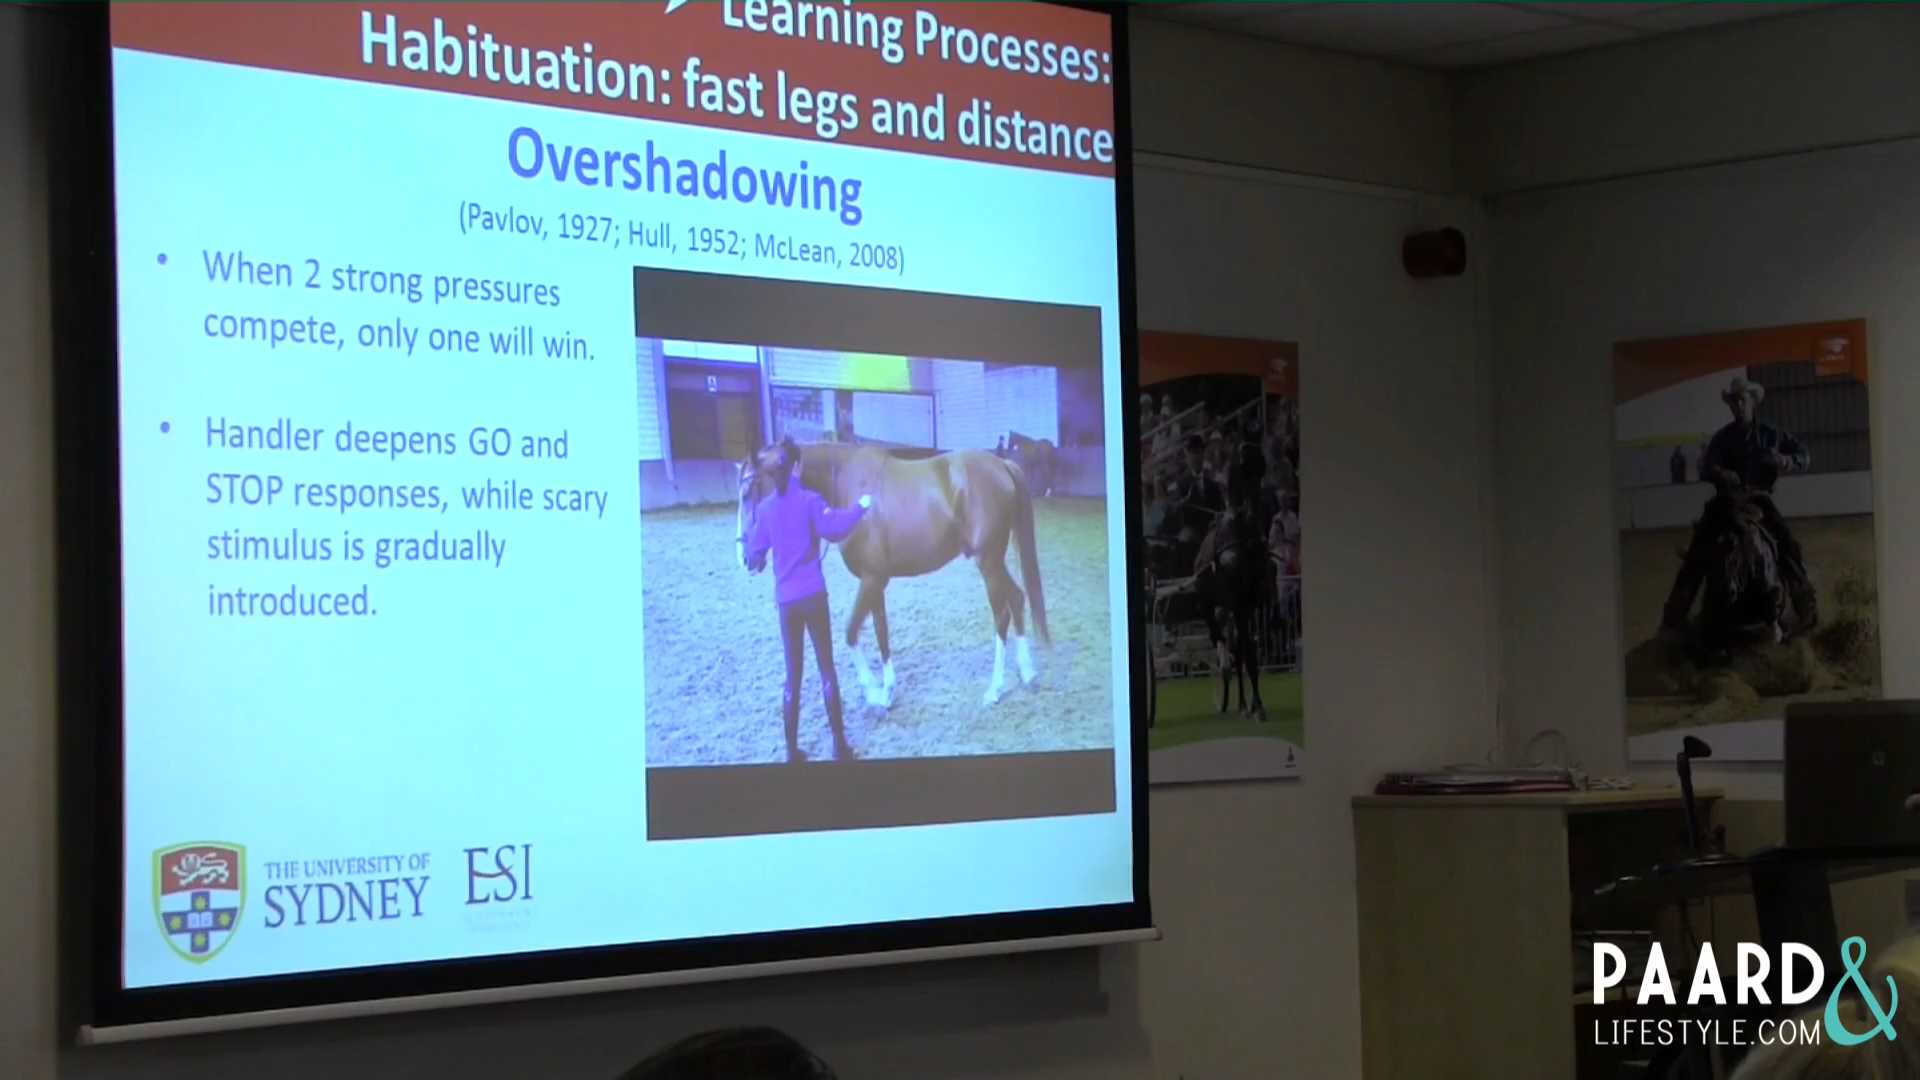 Learning Processes:
Habituation: fast legs and distance
Overshadowing
(Pavlov, 1927; Hull, 1952; McLean, 2008)
• When 2 strong pressures
compete, only one will win.
• Handler deepens GO and
STOP responses, while scary
stimulus is gradually
introduced.
THE UNIVERSITY OF
SYDNEY
ESI
PAARD&
LIFESTYLE.COM